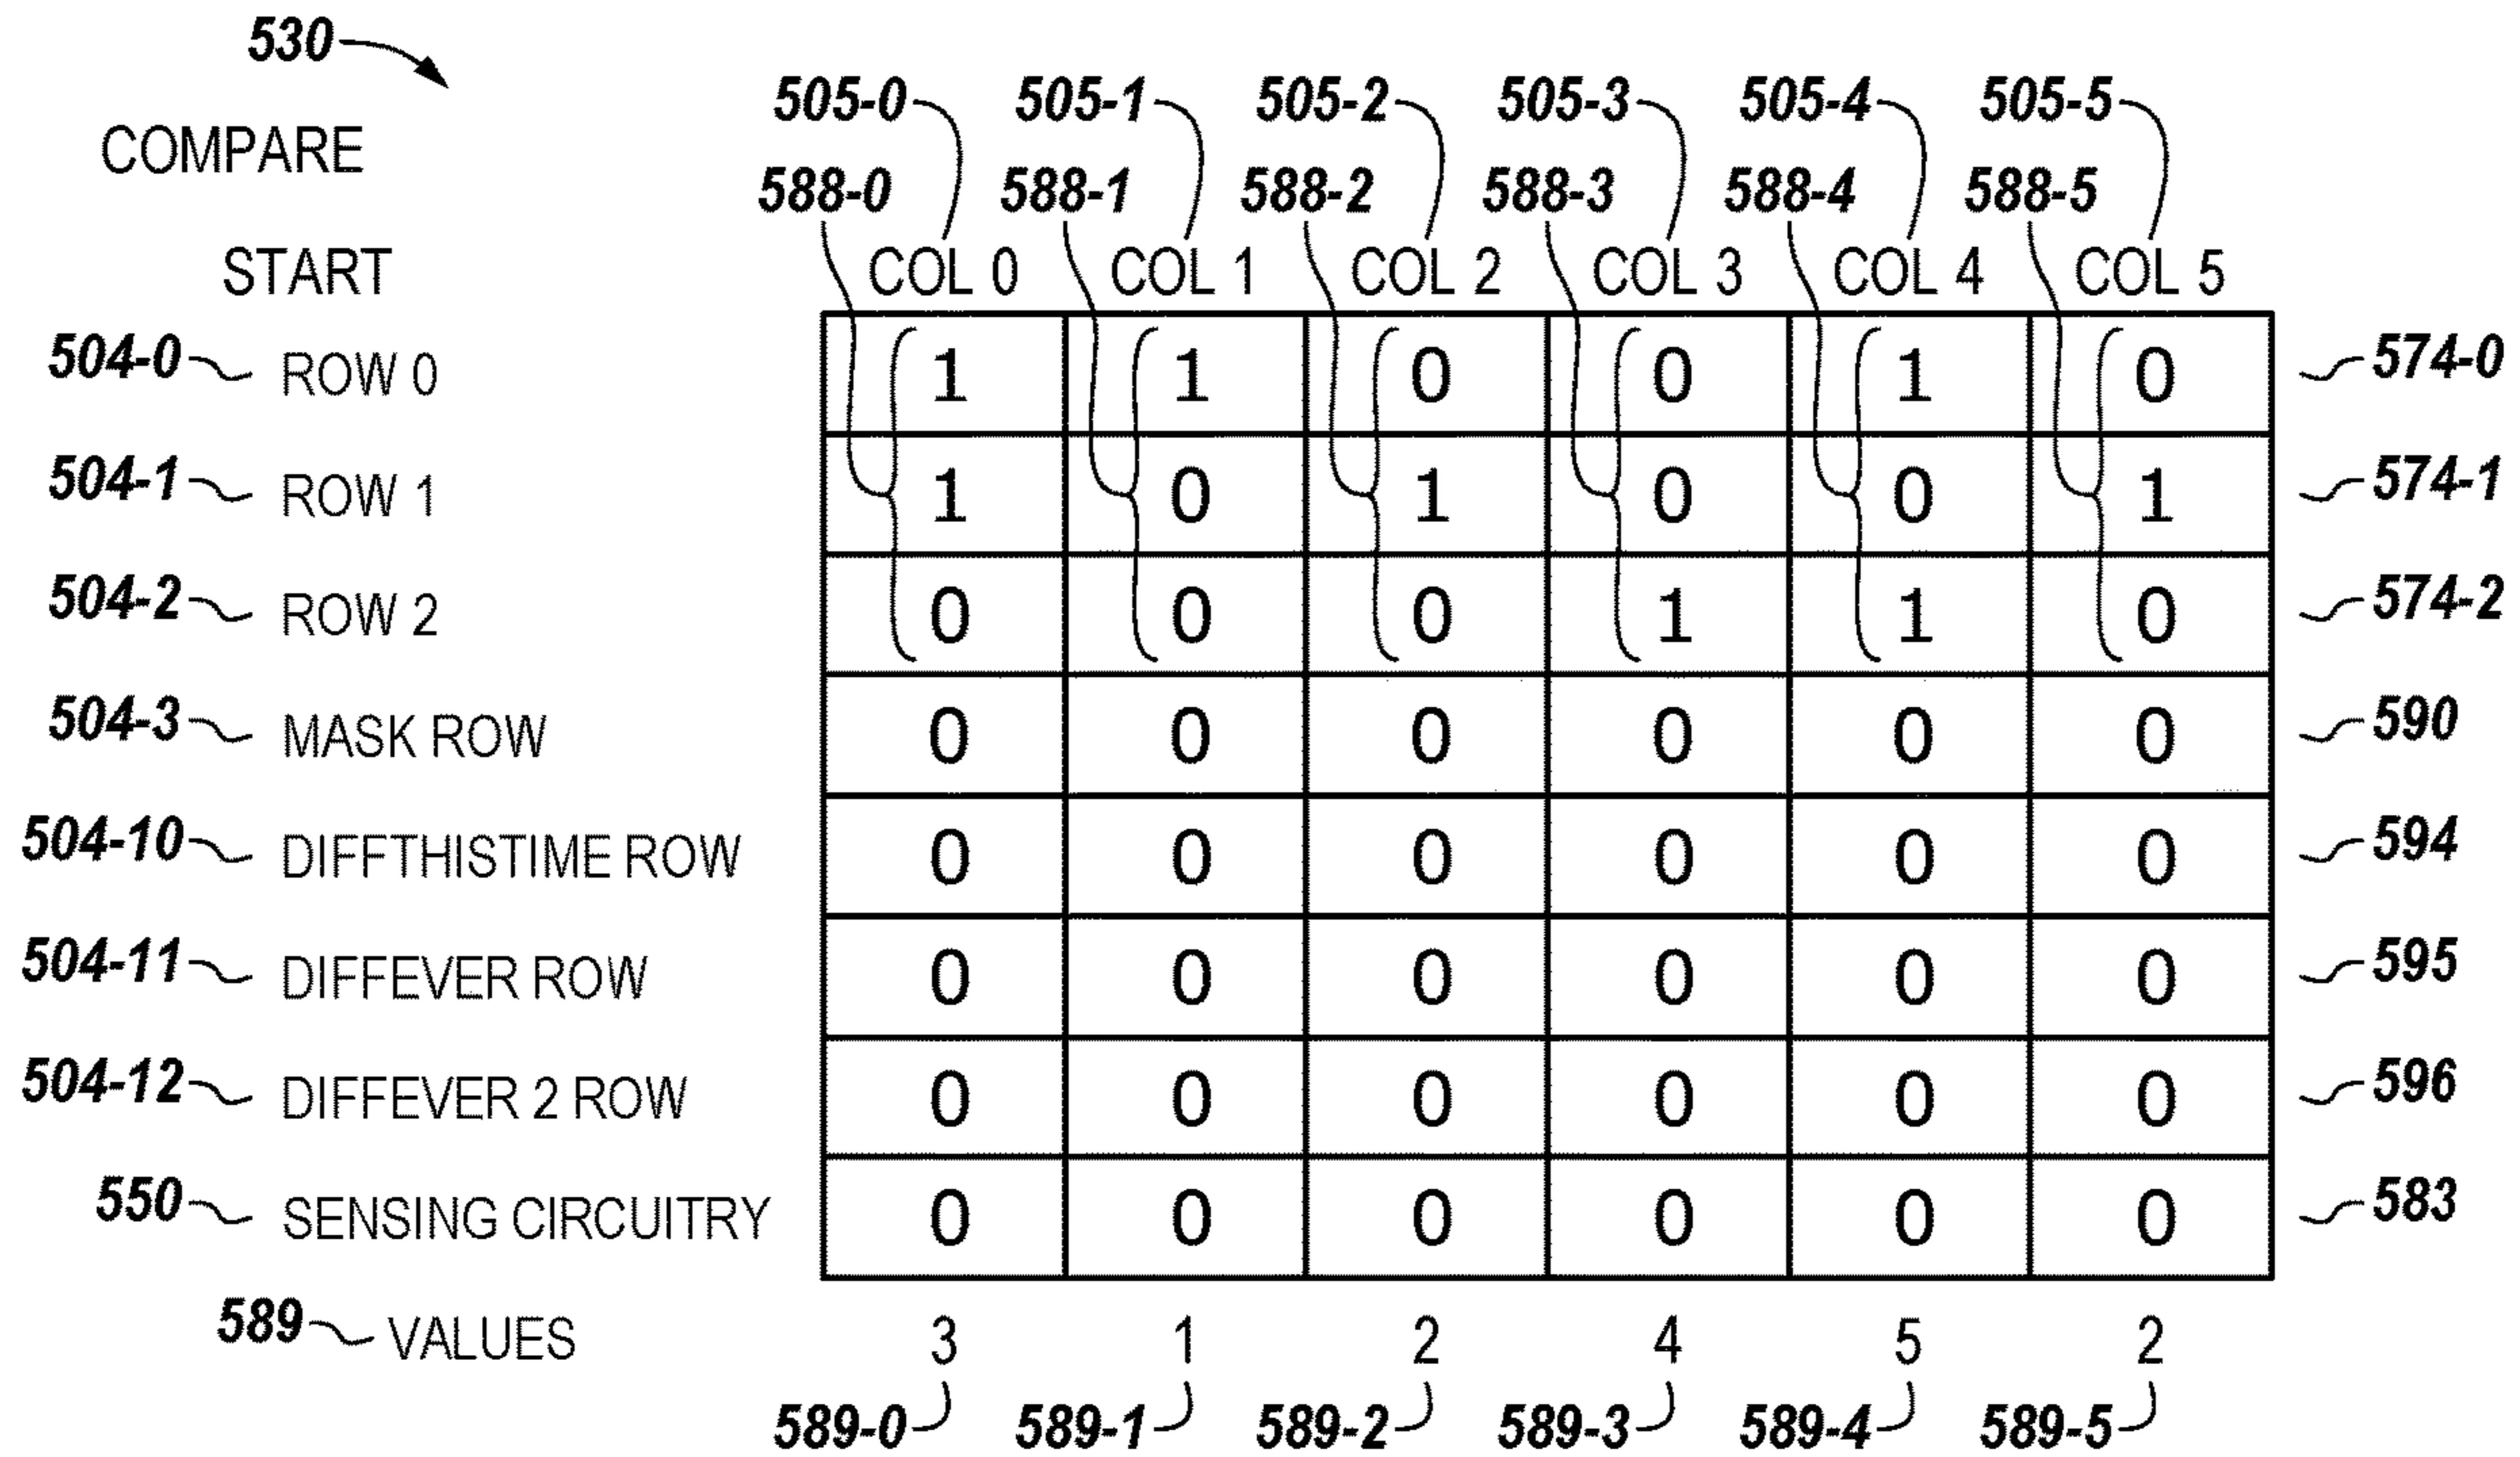 530
505-0 505-1 505-2 505-3 505-4 505-5
COMPARE
588-0 588-1 588-2 588-3 588-4 588-5
START COL 0 COL 1 COL 2 COL 3 COL 4 COL 5
504-0 ROW 0 1 1 0 0 1 0 574-0
504-1 ROW 1 1 0 1 0 0 1 574-1
504-2 ROW 2 0 0 0 1 1 0 574-2
504-3 MASK ROW 0 0 0 0 0 0 590
504-10 DIFFTHISTIME ROW 0 0 0 0 0 0 594
504-11 DIFFEVER ROW 0 0 0 0 0 0 595
504-12 DIFFEVER 2 ROW 0 0 0 0 0 0 596
550 SENSING CIRCUITRY 0 0 0 0 0 0 583
589 VALUES 3 1 2 4 5 2
589-0 589-1 589-2 589-3 589-4 589-5